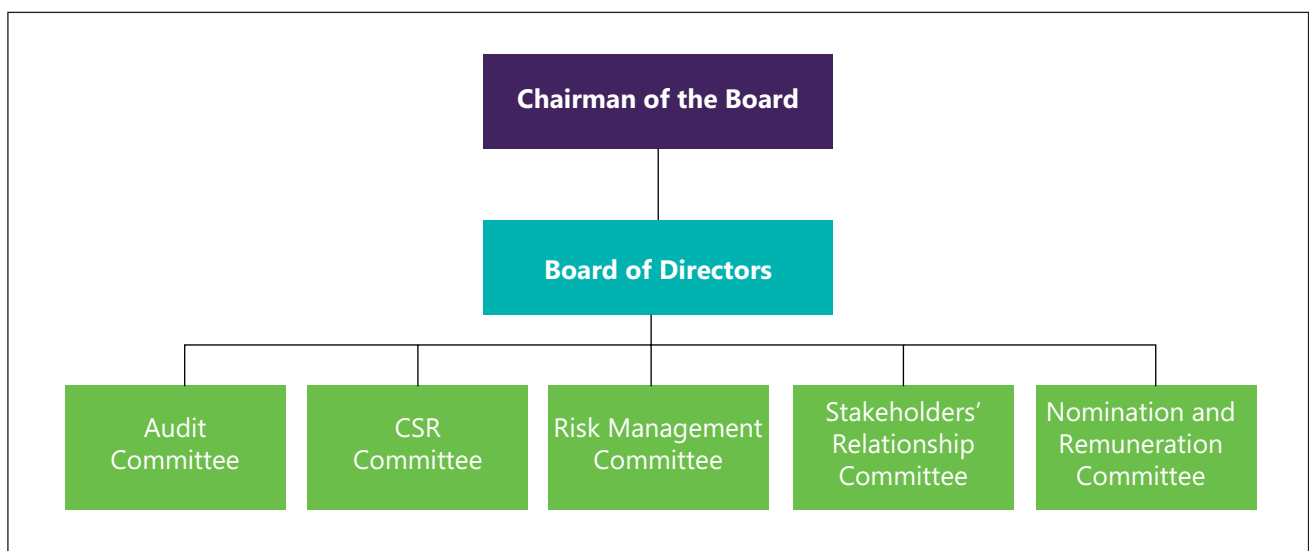 Chairman of the Board
Board of Directors
Audit
Committee
CSR
Committee
Risk Management
Committee
Stakeholders’
Relationship
Committee
Nomination and
Remuneration
Committee